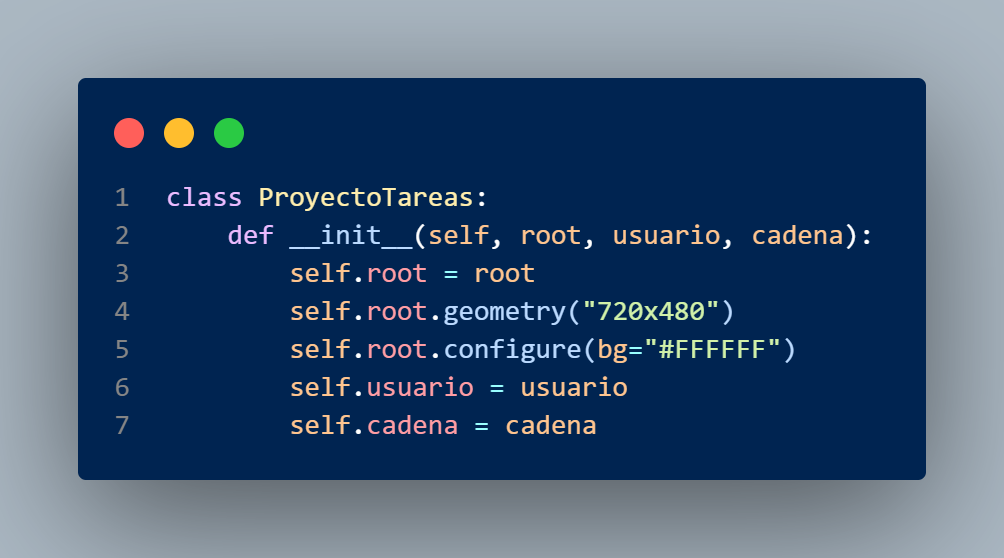 1 class ProyectoTareas:
2     def __init__(self, root, usuario, cadena):
3         self.root = root
4         self.root.geometry("720x480")
5         self.root.configure(bg="#FFFFFF")
6         self.usuario = usuario
7         self.cadena = cadena